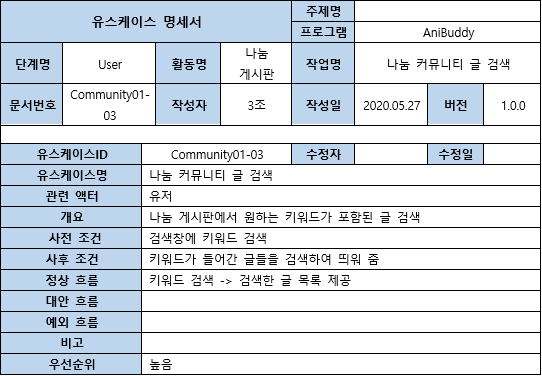 유스케이스 명세서 주제명
프로그램 AniBuddy
단계명 User 활동명 나눔 게시판 작업명 나눔 커뮤니티 글 검색
문서번호 Community01-03 작성자 3조 작성일 2020.05.27 버전 1.0.0
유스케이스ID Community01-03 수정자 수정일
유스케이스명 나눔 커뮤니티 글 검색
관련 액터 유저
개요 나눔 게시판에서 원하는 키워드가 포함된 글 검색
사전 조건 검색창에 키워드 검색
사후 조건 키워드가 들어간 글들을 검색하여 띄워 줌
정상 흐름 키워드 검색 -> 검색한 글 목록 제공
대안 흐름
예외 흐름
비고
우선순위 높음